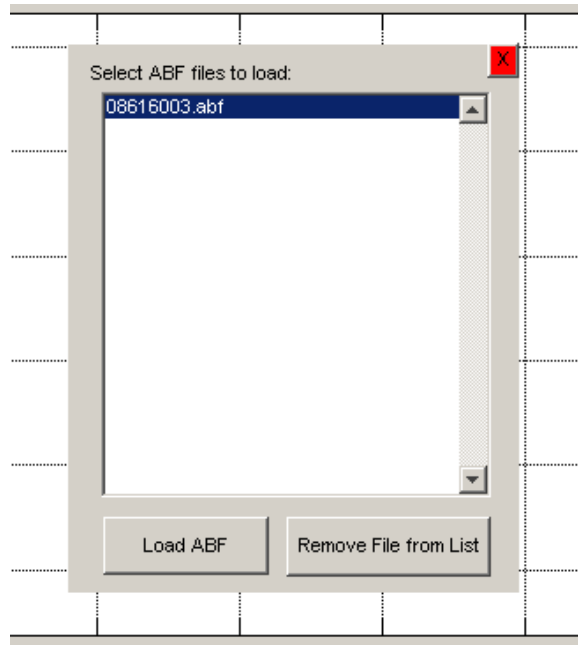 Select ABF files to load:
X
08616003.abf
Load ABF
Remove File from List